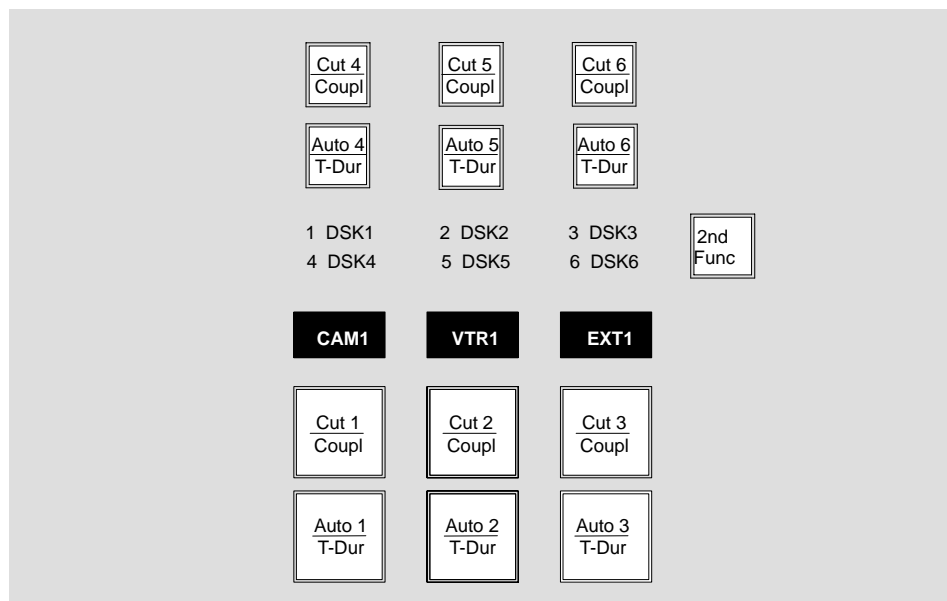 Cut 4 Cut 5 Cut 6
Coupl Coupl Coupl
Auto 4 Auto 5 Auto 6
T-Dur T-Dur T-Dur
1 DSK1 2 DSK2 3 DSK3
4 DSK4 5 DSK5 6 DSK6
2nd
Func
CAM1 VTR1 EXT1
Cut 1 Cut 2 Cut 3
Coupl Coupl Coupl
Auto 1 Auto 2 Auto 3
T-Dur T-Dur T-Dur